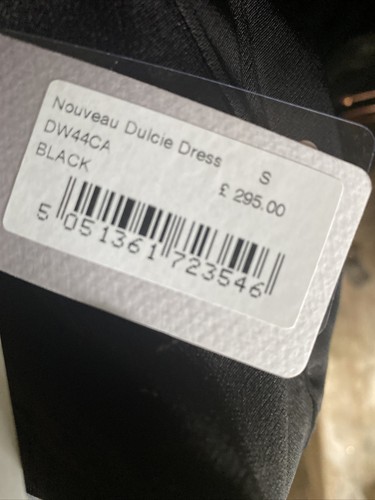 Nouveau Dulcie Dress
DW44CA S
BLACK £ 295.00
5 051361 723546